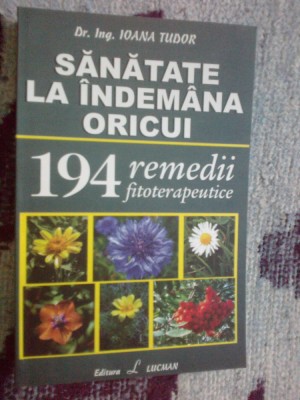 Dr. Ing. IOANA TUDOR
SĂNĂTATE
LA ÎNDEMÂNA
ORICUI
194 remedii
fitoterapeutice
Editura L LUCMAN